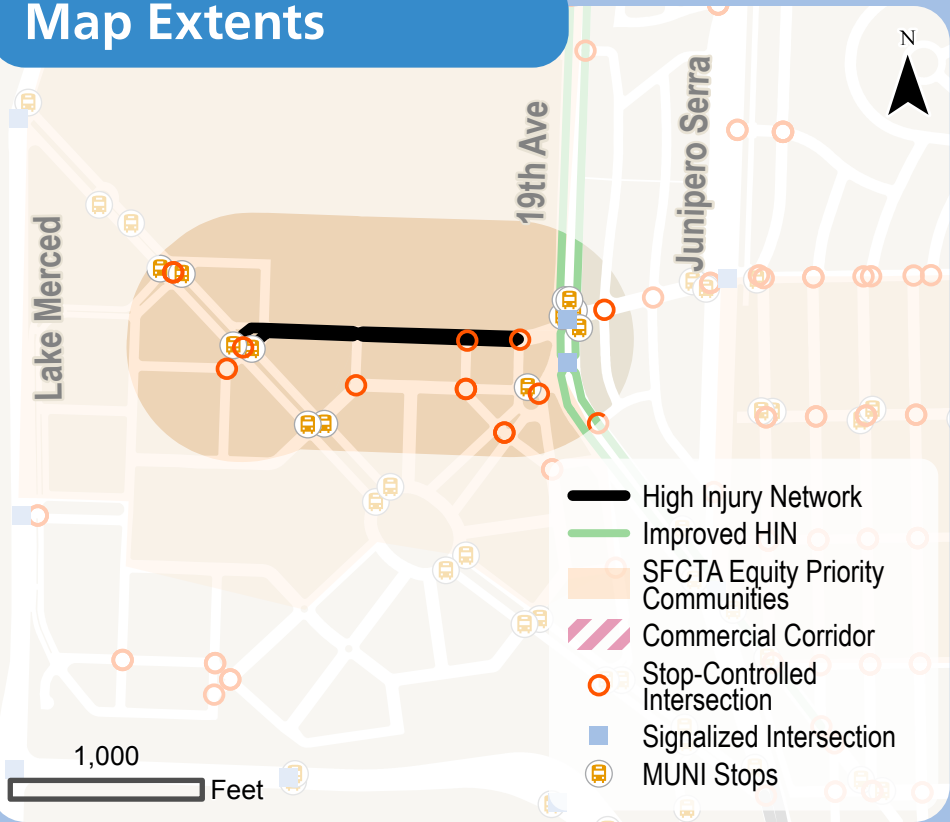 Map Extents
N
19th Ave
Junipero Serra
Lake Merced
High Injury Network
Improved HIN
SFCTA Equity Priority
Communities
Commercial Corridor
Stop-Controlled
Intersection
Signalized Intersection
MUNI Stops
1,000
Feet